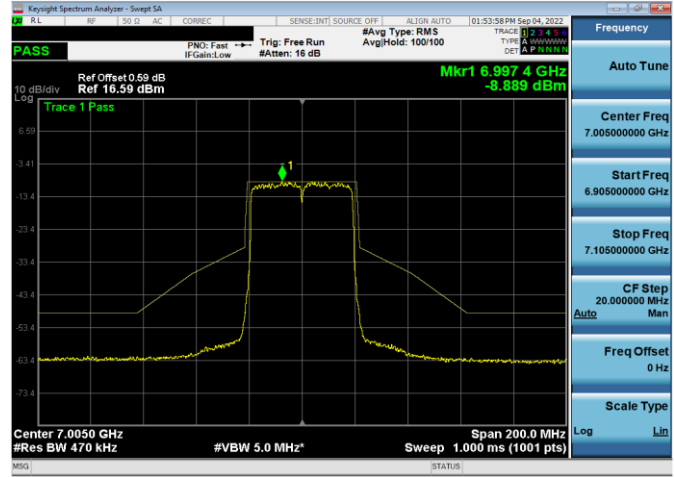 Keysight Spectrum Analyzer - Swept SA
RL RF 50 Ω AC CORREC SENSE:INT SOURCE OFF ALIGN AUTO 01:53:58 PM Sep 04, 2022
PASS
PNO: Fast
IFGain:Low
Trig: Free Run
#Atten: 16 dB
#Avg Type: RMS
Avg|Hold: 100/100
TRACE 1 2 3 4 5 6
TYPE A WWWWW
DET A P N N N N
Ref Offset 0.59 dB
10 dB/div Ref 16.59 dBm
Log
Mkr1 6.997 4 GHz
-8.889 dBm
Trace 1 Pass
6.59
-3.41
1
-13.4
-23.4
-33.4
-43.4
-53.4
-63.4
-73.4
Center 7.0050 GHz
#Res BW 470 kHz
#VBW 5.0 MHz*
Span 200.0 MHz
Sweep 1.000 ms (1001 pts)
MSG STATUS
Frequency
Auto Tune
Center Freq
7.005000000 GHz
Start Freq
6.905000000 GHz
Stop Freq
7.105000000 GHz
CF Step
20.000000 MHz
Auto Man
Freq Offset
0 Hz
Scale Type
Log Lin